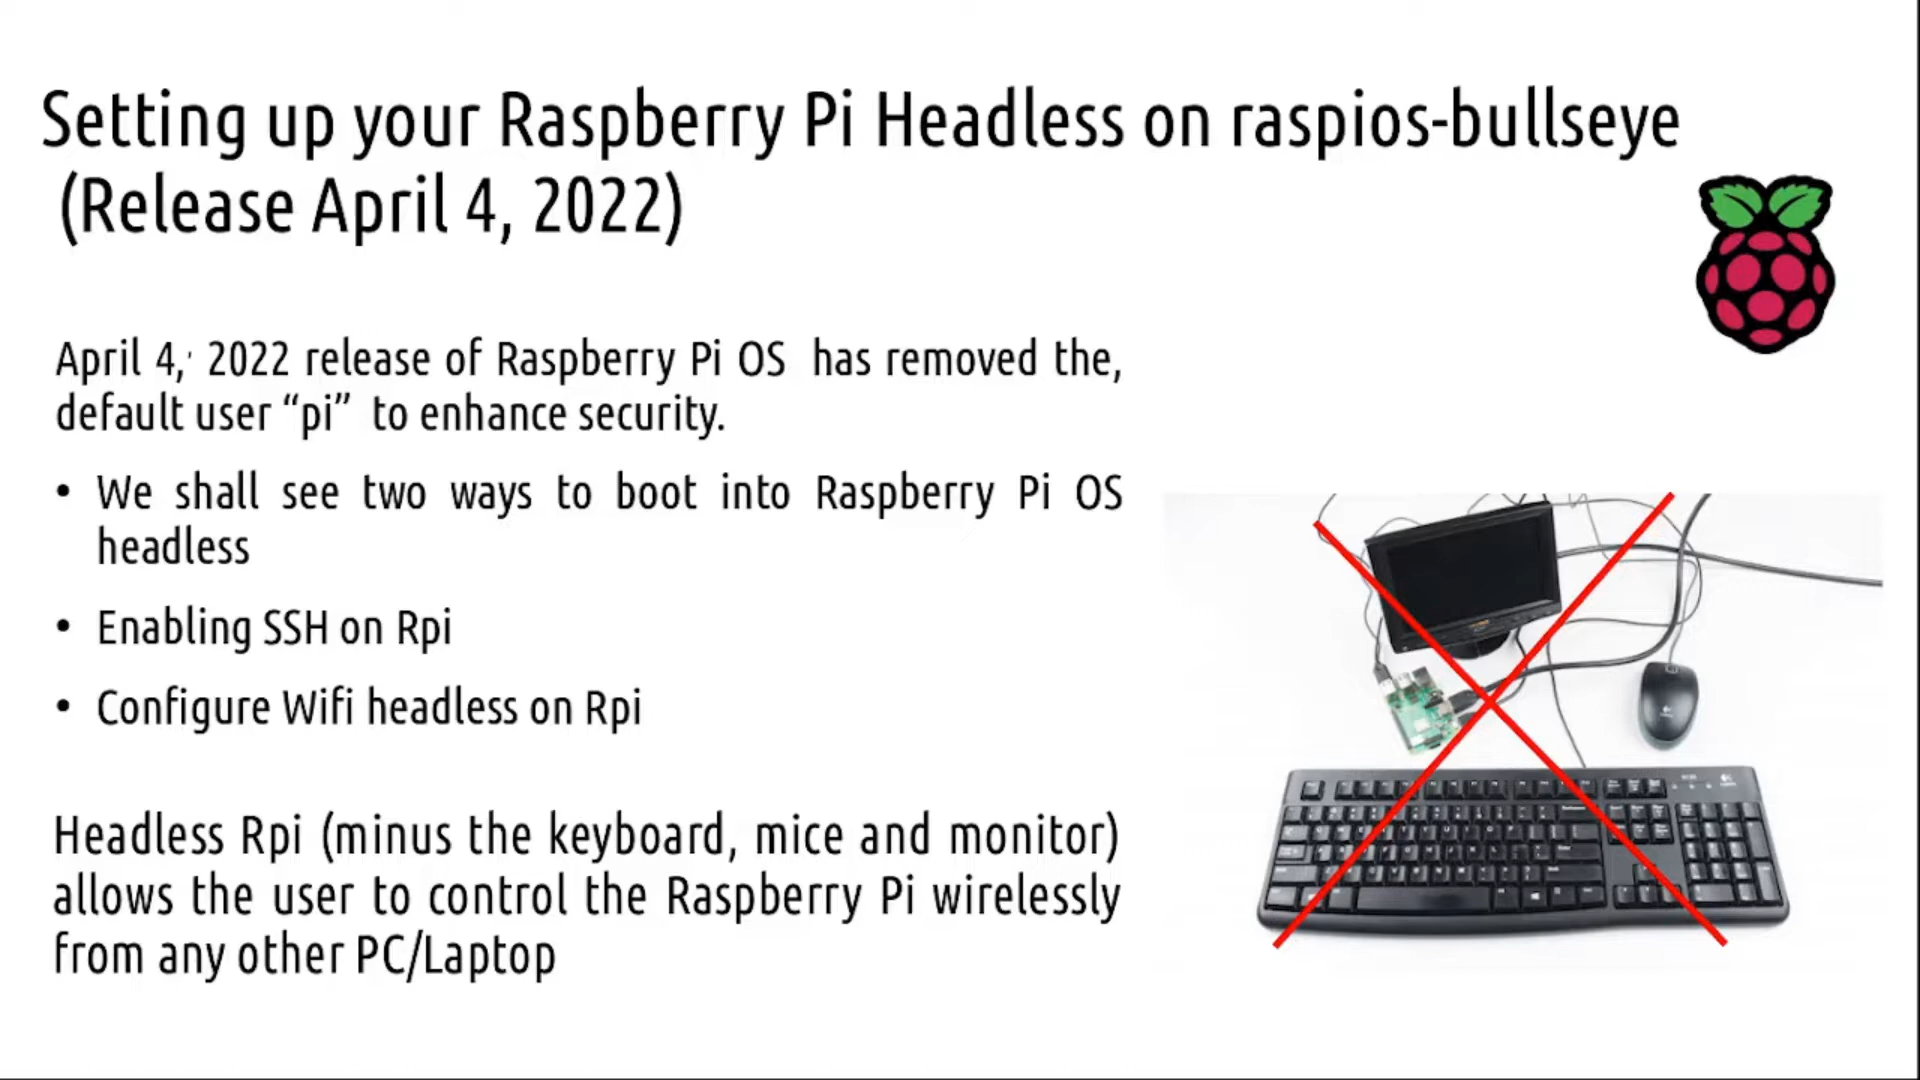 Setting up your Raspberry Pi Headless on raspios-bullseye
(Release April 4, 2022)
April 4,' 2022 release of Raspberry Pi OS has removed the,
default user “pi” to enhance security.
• We shall see two ways to boot into Raspberry Pi OS
headless
• Enabling SSH on Rpi
• Configure Wifi headless on Rpi
Headless Rpi (minus the keyboard, mice and monitor)
allows the user to control the Raspberry Pi wirelessly
from any other PC/Laptop